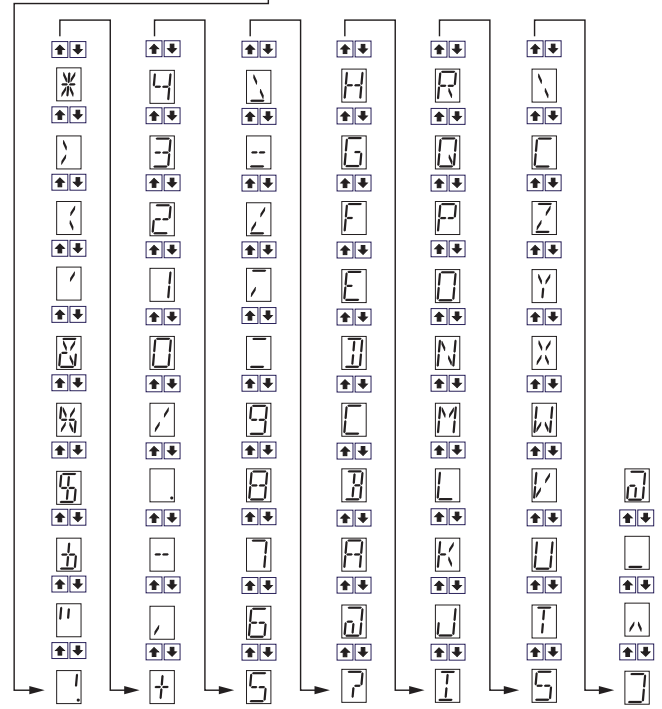 * 4 > H R \
) 3 = G Q [
( 2 < F P Z
' 1 ; E O Y
& 0 : D N X
% / 9 C M W
$ . 8 B L V @
# - 7 A K U _
" , 6 @ J T ^
! + 5 ? I S ]